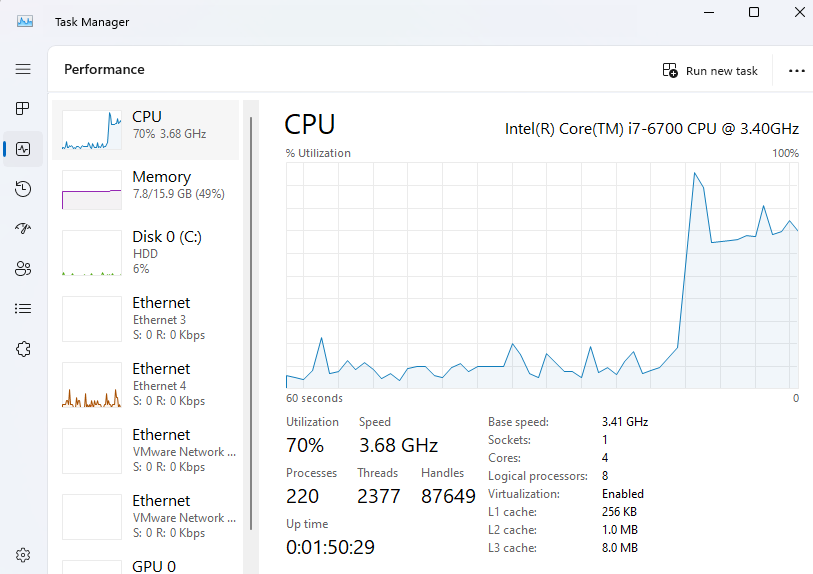 Task Manager
Performance
Run new task
CPU
70% 3.68 GHz
Memory
7.8/15.9 GB (49%)
Disk 0 (C:)
HDD
6%
Ethernet
Ethernet 3
S: 0 R: 0 Kbps
Ethernet
Ethernet 4
S: 0 R: 0 Kbps
Ethernet
VMware Network ...
S: 0 R: 0 Kbps
Ethernet
VMware Network ...
S: 0 R: 0 Kbps
GPU 0
CPU
Intel(R) Core(TM) i7-6700 CPU @ 3.40GHz
% Utilization
100%
60 seconds
0
Utilization
70%
Speed
3.68 GHz
Processes
220
Threads
2377
Handles
87649
Up time
0:01:50:29
Base speed: 3.41 GHz
Sockets: 1
Cores: 4
Logical processors: 8
Virtualization: Enabled
L1 cache: 256 KB
L2 cache: 1.0 MB
L3 cache: 8.0 MB